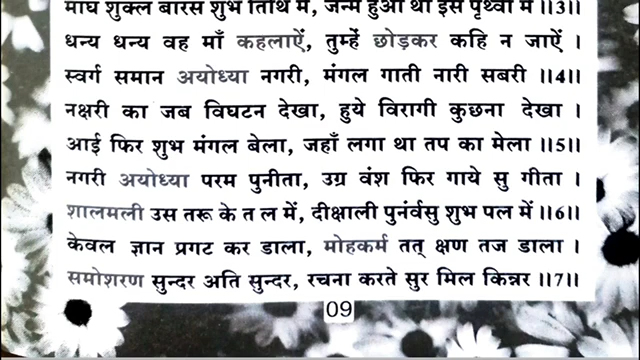 माघ शुक्ल बारस शुभ तिथि में, जन्म हुआ था इस पृथ्वी में ॥3॥
धन्य धन्य वह माँ कहलाऐं, तुम्हें छोड़कर कहि न जाऐं ।
स्वर्ग समान अयोध्या नगरी, मंगल गाती नारी सबरी ॥4॥
नक्षरी का जब विघटन देखा, हुये विरागी कुछना देखा ।
आई फिर शुभ मंगल बेला, जहाँ लगा था तप का मेला ॥5॥
नगरी अयोध्या परम पुनीता, उग्र वंश फिर गाये सु गीता ।
शालमली उस तरू के त ल में, दीक्षाली पुनंर्वसु शुभ पल में ॥6॥
केवल ज्ञान प्रगट कर डाला, मोहकर्म तत् क्षण तज डाला ।
समोशरण सुन्दर अति सुन्दर, रचना करते सुर मिल किन्नर ॥7॥
09